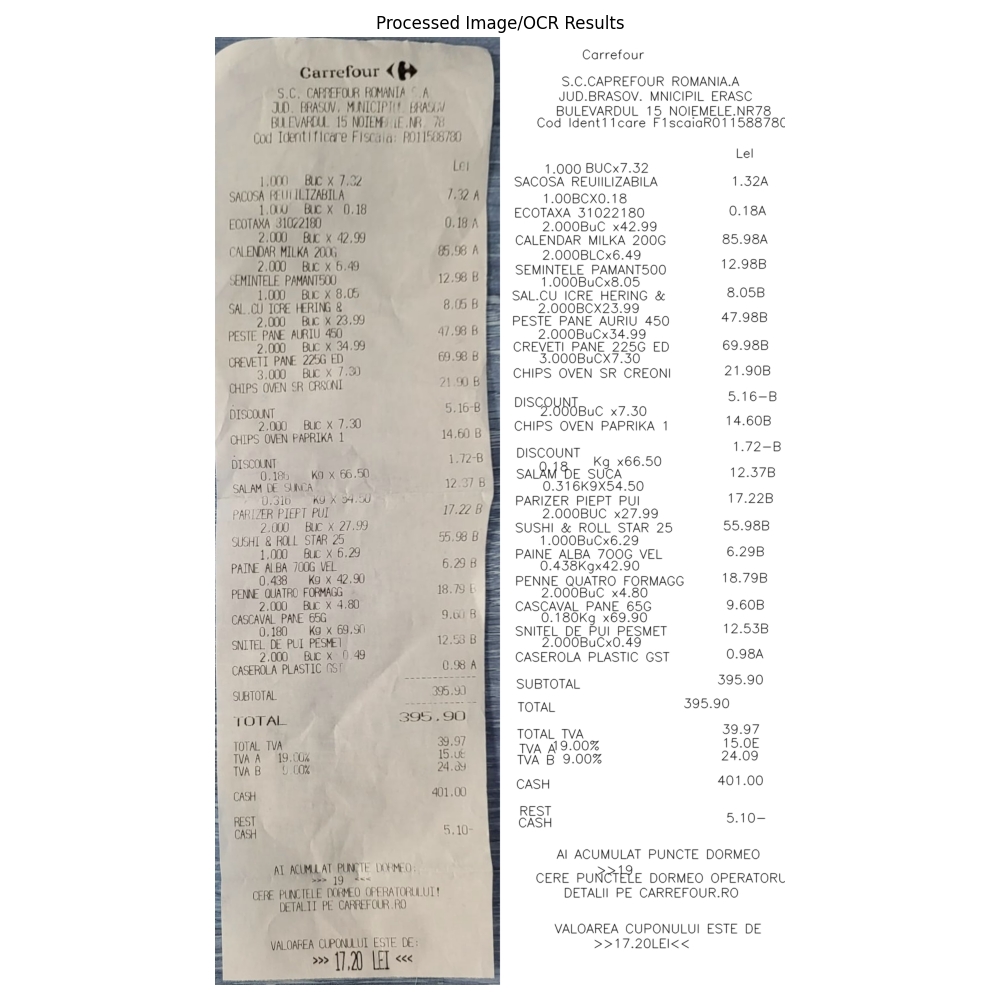 Processed Image/OCR Results
Carrefour
S.C. CARREFOUR ROMANIA S.A
JUD. BRASOV, MUNICIPIU BRASOV
BULEVARDUL 15 NOIEMBRIE.NR. 78
Cod Identificare Fiscala: RO11588780
Lei
1.000 Buc x 7.32
SACOSA REUTILIZABILA 7.32 A
1.000 Buc x 0.18
ECOTAXA 31022180 0.18 A
2.000 Buc x 42.99
CALENDAR MILKA 200G 85.98 A
2.000 Buc x 6.49
SEMINTELE PAMANT500 12.98 B
1.000 Buc x 8.05
SAL.CU ICRE HERING & 8.05 B
2.000 Buc x 23.99
PESTE PANE AURIU 450 47.98 B
2.000 Buc x 34.99
CREVETI PANE 225G ED 69.98 B
3.000 Buc x 7.30
CHIPS OVEN SR CREONI 21.90 B
DISCOUNT 5.16-B
2.000 Buc x 7.30
CHIPS OVEN PAPRIKA 1 14.60 B
DISCOUNT 1.72-B
0.186 Kg x 66.50
SALAM DE SUNCA 12.37 B
0.316 Kg x 54.50
PARIZER PIEPT PUI 17.22 B
2.000 Buc x 27.99
SUSHI & ROLL STAR 25 55.98 B
1.000 Buc x 6.29
PAINE ALBA 700G VEL 6.29 B
0.438 Kg x 42.90
PENNE QUATRO FORMAGG 18.79 B
2.000 Buc x 4.80
CASCAVAL PANE 65G 9.60 B
0.180 Kg x 69.90
SNITEL DE PUI PESMET 12.53 B
2.000 Buc x 0.49
CASEROLA PLASTIC GST 0.98 A
SUBTOTAL 395.90
TOTAL 395.90
TOTAL TVA 39.97
TVA A 19.00%
TVA B 9.00% 24.89
CASH 401.00
REST
CASH 5.10-
AI ACUMULAT PUNCTE DORMEO:
>>> 19 <<<
CERE PUNCTELE DORMEO OPERATORULUI!
DETALII PE CARREFOUR.RO
VALOAREA CUPONULUI ESTE DE:
>>> 17,20 LEI <<<
Carrefour
S.C.CAPREFOUR ROMANIA.A
JUD.BRASOV. MNICIPIL ERASC
BULEVARDUL 15 NOIEMELE.NR78
Cod Ident11care F1scaiaR011588780
Lel
1.000 BUCx7.32
SACOSA REUIILIZABILA 1.32A
1.00BCX0.18
ECOTAXA 31022180 0.18A
2.000BuC x42.99
CALENDAR MILKA 200G 85.98A
2.000BLCx6.49
SEMINTELE PAMANT500 12.98B
1.000BuCx8.05
SAL.CU ICRE HERING & 8.05B
2.000BCX23.99
PESTE PANE AURIU 450 47.98B
2.000BuCx34.99
CREVETI PANE 225G ED 69.98B
3.000BuCX7.30
CHIPS OVEN SR CREONI 21.90B
DISCOUNT 5.16-B
2.000BuC x7.30
CHIPS OVEN PAPRIKA 1 14.60B
DISCOUNT 1.72-B
0.18 Kg x66.50
SALAM DE SUCA 12.37B
0.316K9X54.50
PARIZER PIEPT PUI 17.22B
2.000BUC x27.99
SUSHI & ROLL STAR 25 55.98B
1.000BuCx6.29
PAINE ALBA 700G VEL 6.29B
0.438Kgx42.90
PENNE QUATRO FORMAGG 18.79B
2.000BuC x4.80
CASCAVAL PANE 65G 9.60B
0.180Kg x69.90
SNITEL DE PUI PESMET 12.53B
2.000BuCx0.49
CASEROLA PLASTIC GST 0.98A
SUBTOTAL 395.90
TOTAL 395.90
TOTAL TVA 39.97
TVA A 19.00% 15.0E
TVA B 9.00% 24.09
CASH 401.00
REST
CASH 5.10-
AI ACUMULAT PUNCTE DORMEO
>>19
CERE PUNCTELE DORMEO OPERATORU
DETALII PE CARREFOUR.RO
VALOAREA CUPONULUI ESTE DE
>>17.20LEI<<